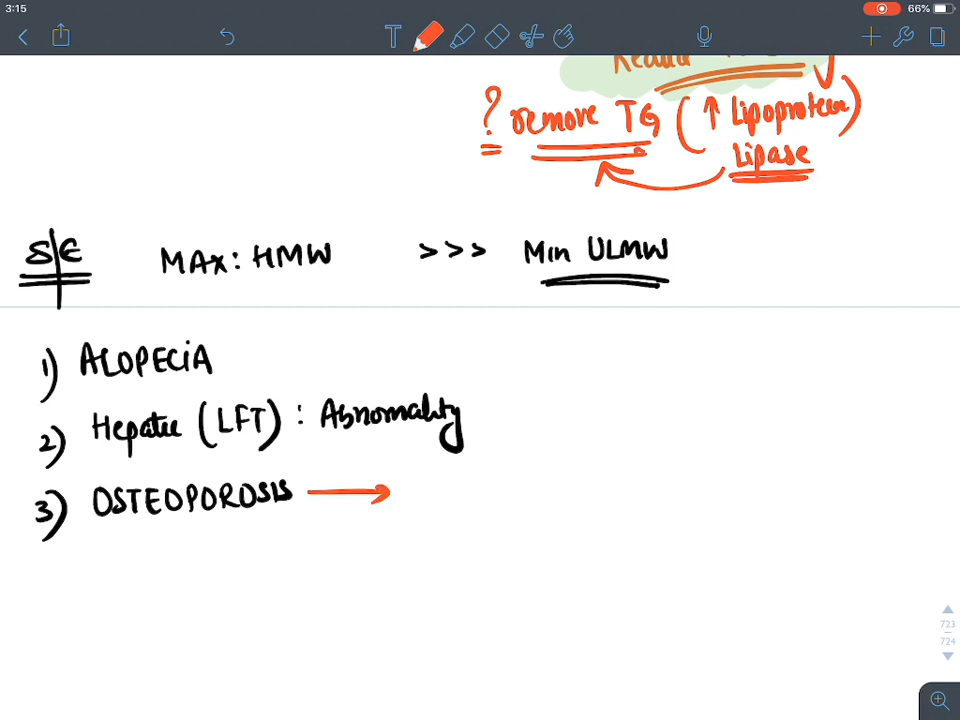 3:15
66%
T
? remove TG (↑ Lipoprotein)
Lipase
S/E MAX: HMW >>> Min ULMW
1) ALOPECIA
2) Hepatic (LFT) : Abnormality
3) OSTEOPOROSIS →
723
724